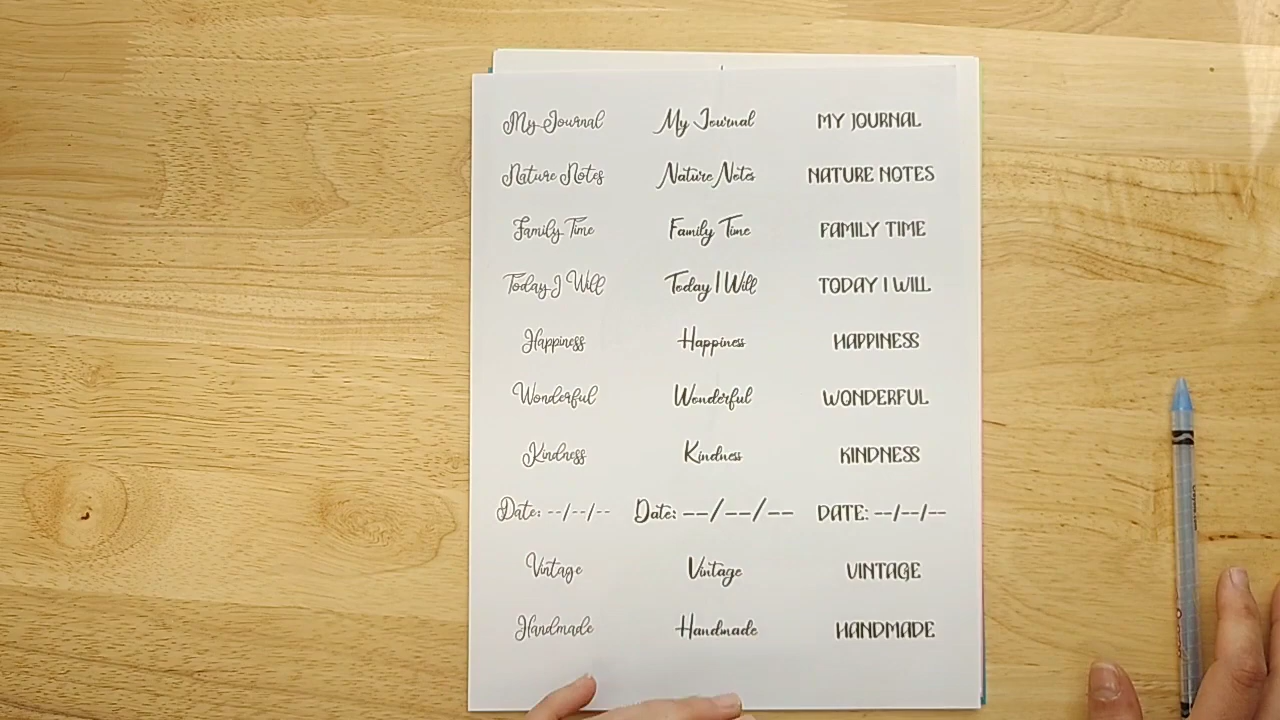 My Journal My Journal MY JOURNAL
Nature Notes Nature Notes NATURE NOTES
Family Time Family Time FAMILY TIME
Today I Will Today I Will TODAY I WILL
Happiness Happiness HAPPINESS
Wonderful Wonderful WONDERFUL
Kindness Kindness KINDNESS
Date: --/--/-- Date: --/--/-- DATE: --/--/--
Vintage Vintage VINTAGE
Handmade Handmade HANDMADE